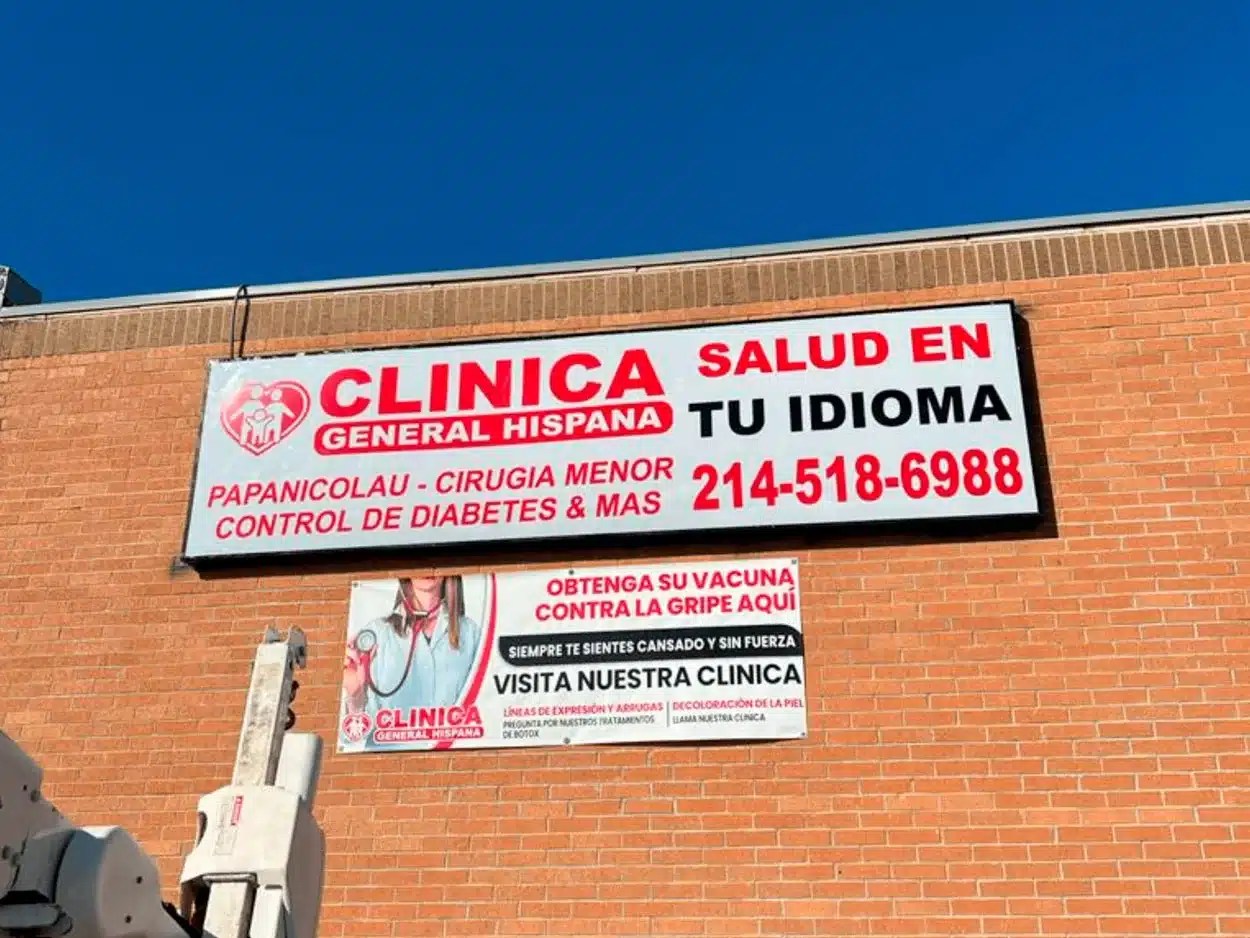 CLINICA
GENERAL HISPANA
PAPANICOLAU - CIRUGIA MENOR
CONTROL DE DIABETES & MAS
SALUD EN
TU IDIOMA
214-518-6988
OBTENGA SU VACUNA
CONTRA LA GRIPE AQUÍ
SIEMPRE TE SIENTES CANSADO Y SIN FUERZA
VISITA NUESTRA CLINICA
LÍNEAS DE EXPRESIÓN Y ARRUGAS
PREGUNTA POR NUESTROS TRATAMIENTOS
DE BOTOX
DECOLORACIÓN DE LA PIEL
LLAMA NUESTRA CLINICA
CLINICA
GENERAL HISPANA